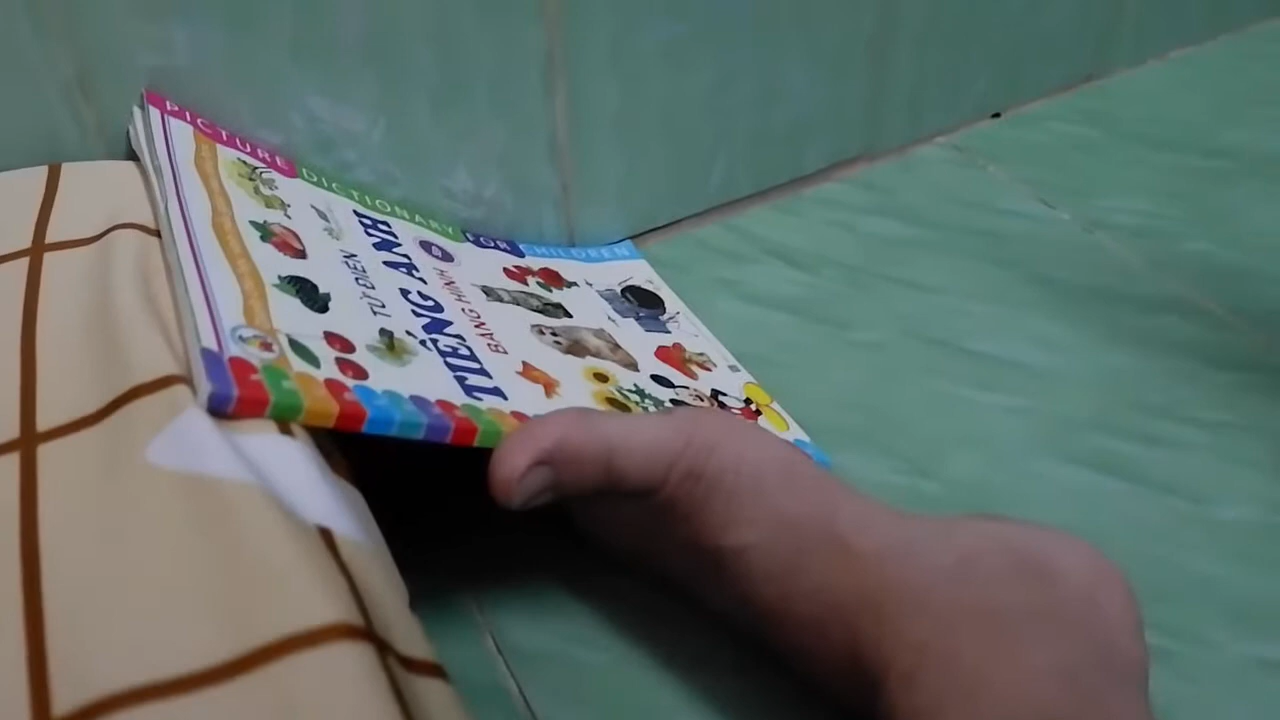 PICTURE DICTIONARY FOR CHILDREN
TỪ ĐIỂN
TIẾNG ANH
BẰNG HÌNH